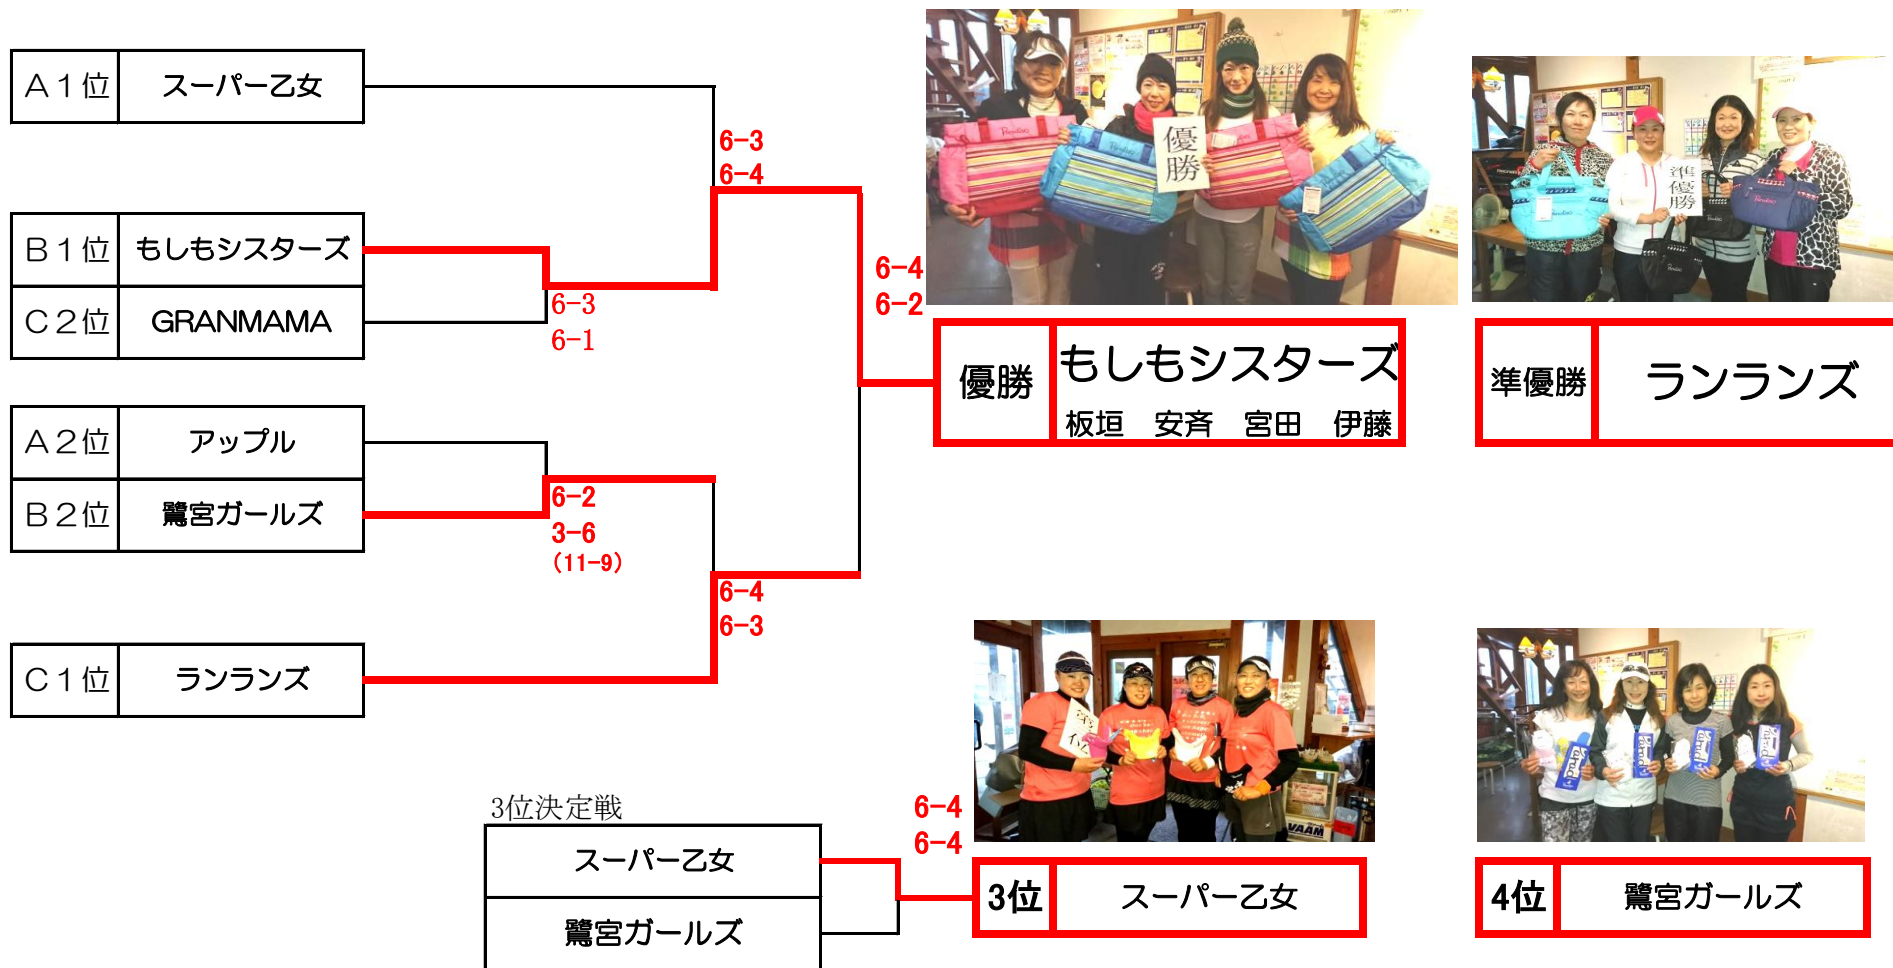 A1位 スーパー乙女
6-3
6-4
B1位 もしもシスターズ
C2位 GRANMAMA
6-3
6-1
A2位 アップル
B2位 鷺宮ガールズ
6-2
3-6
(11-9)
C1位 ランランズ
6-4
6-3
6-4
6-2
優勝
優勝 もしもシスターズ
板垣 安斉 宮田 伊藤
準優勝
準優勝 ランランズ
3位決定戦
スーパー乙女
鷺宮ガールズ
6-4
6-4
VAAM
3位 スーパー乙女
4位 鷺宮ガールズ